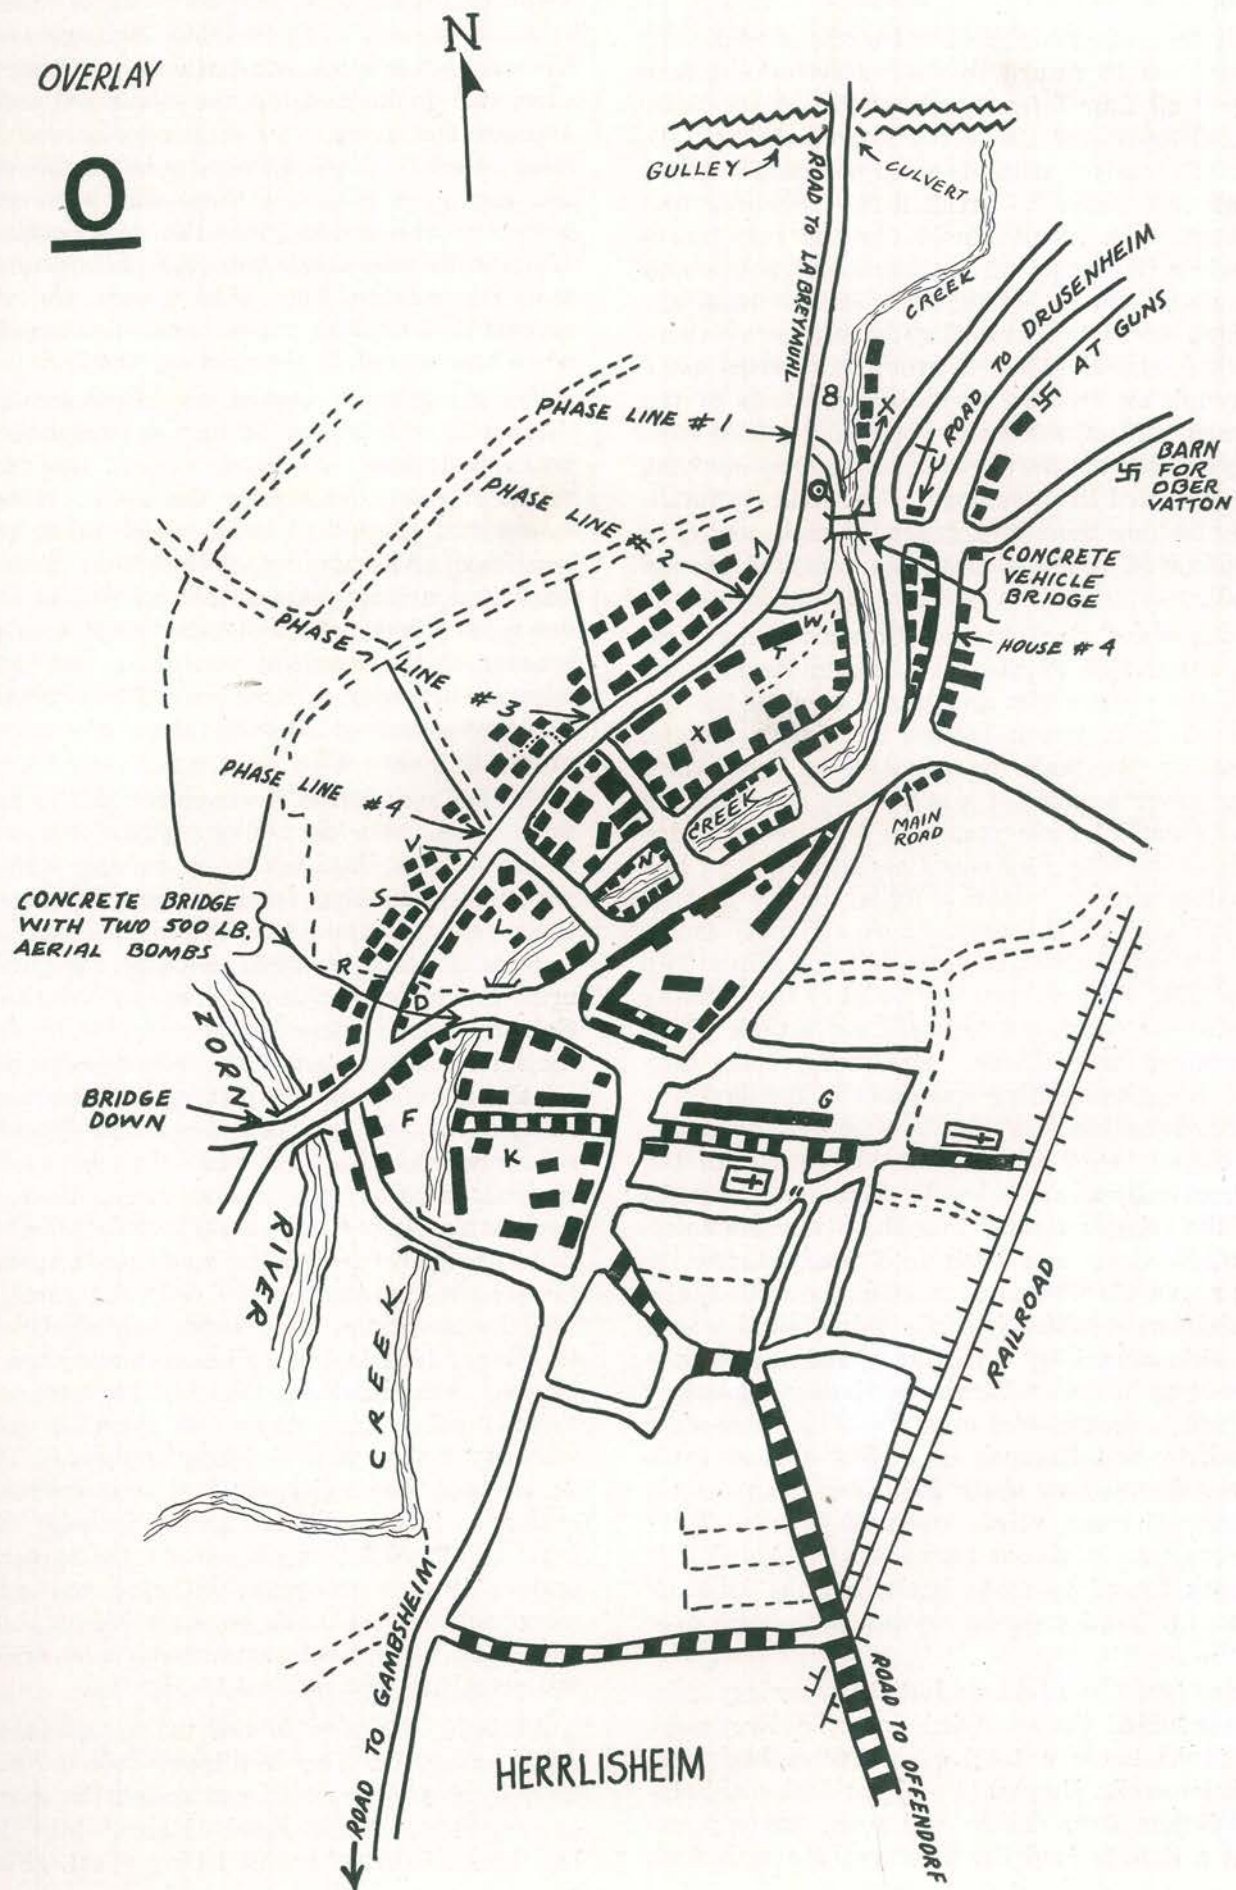 N
OVERLAY
O
GULLEY
CULVERT
ROAD TO LA BREYMUHL
CREEK
ROAD TO DRUSENHEIM
AT GUNS
8
X
C
PHASE LINE #1
BARN
FOR
OBER
VATTON
PHASE LINE #2
7
CONCRETE
VEHICLE
BRIDGE
W
T
HOUSE #4
PHASE LINE #3
X
PHASE LINE #4
CREEK
MAIN
ROAD
N
V
S
L
CONCRETE BRIDGE
WITH TWO 500 LB.
AERIAL BOMBS
R
D
ZORN
RIVER
BRIDGE
DOWN
F
G
K
"
CREEK
RAILROAD
ROAD TO GAMBSHEIM
ROAD TO OFFENDORF
HERRLISHEIM